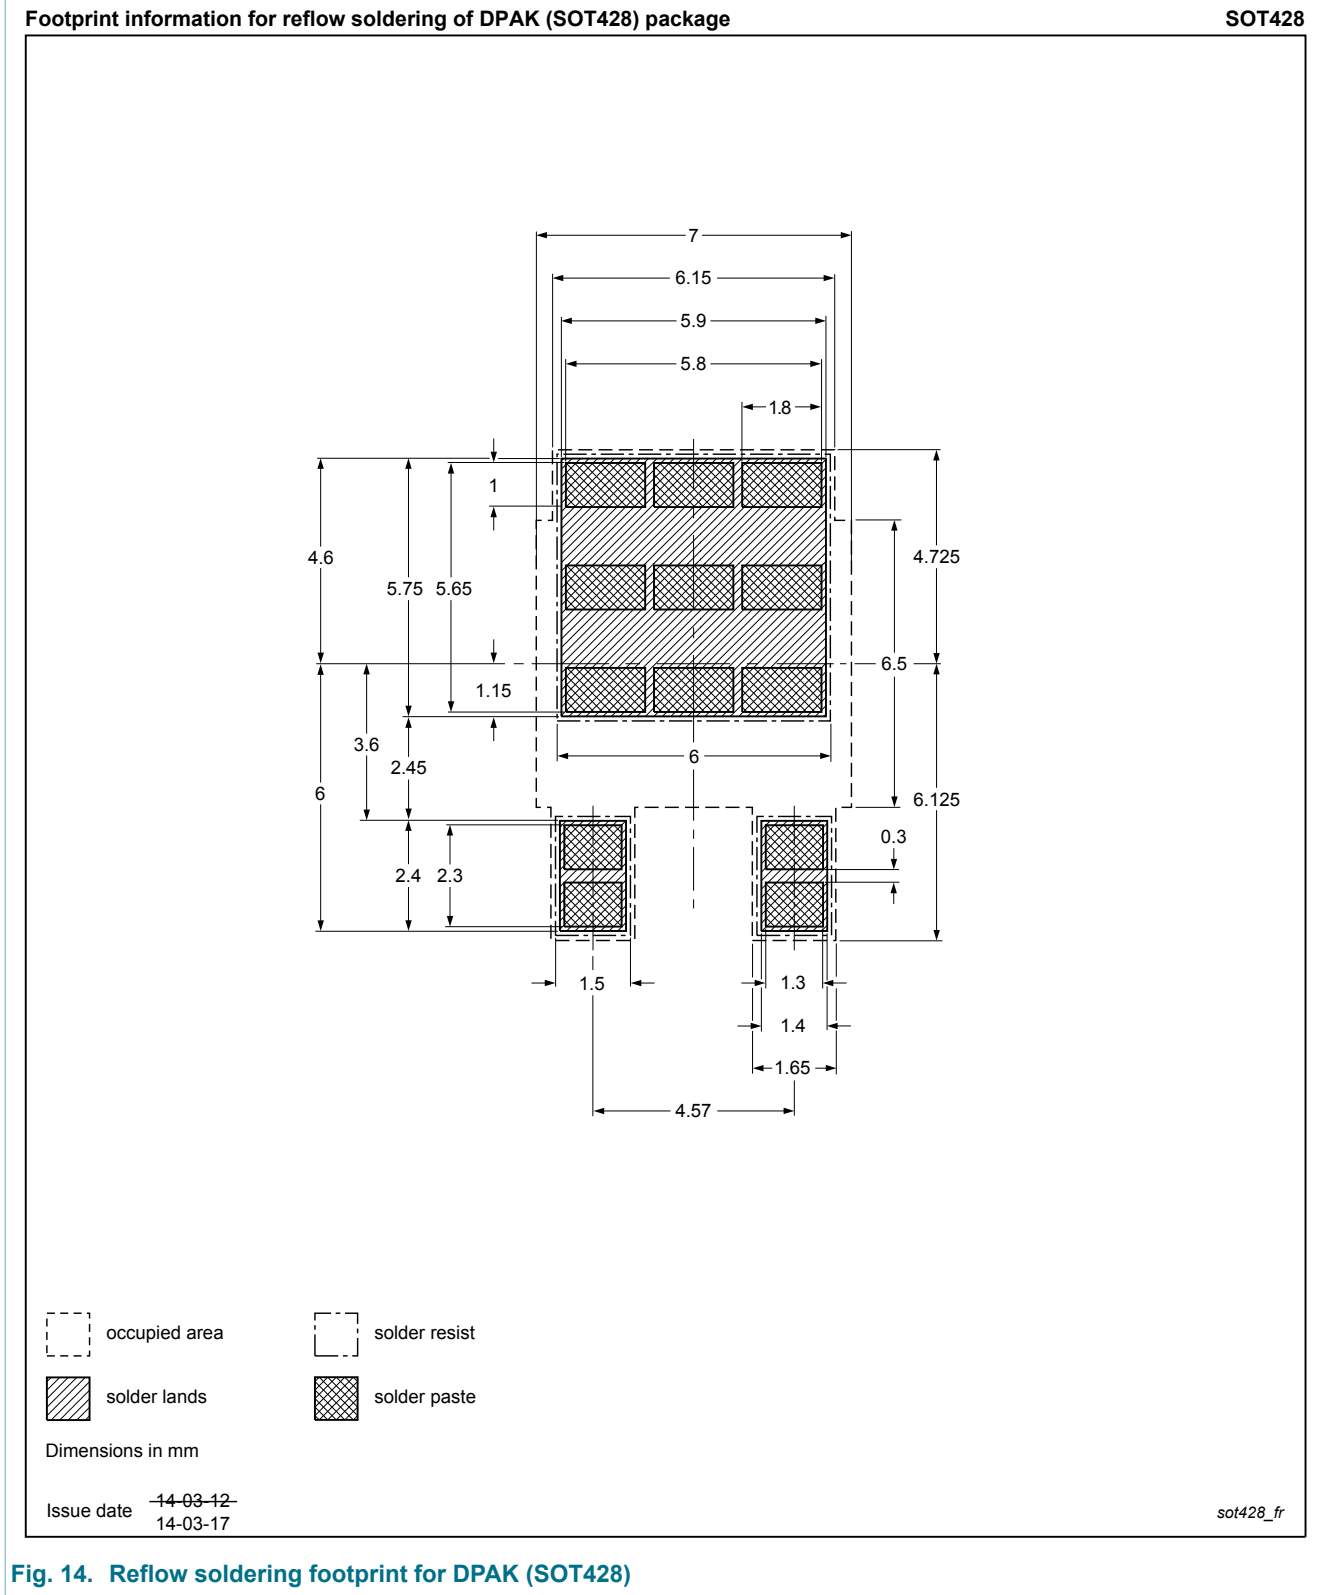 Footprint information for reflow soldering of DPAK (SOT428) package SOT428
7
6.15
5.9
5.8
1.8
1
4.6
4.725
5.75 5.65
6.5
1.15
3.6
6
2.45
6
6.125
0.3
2.4 2.3
1.5
1.3
1.4
1.65
4.57
occupied area
solder resist
solder lands
solder paste
Dimensions in mm
Issue date
14-03-12
14-03-17
sot428_fr
Fig. 14. Reflow soldering footprint for DPAK (SOT428)